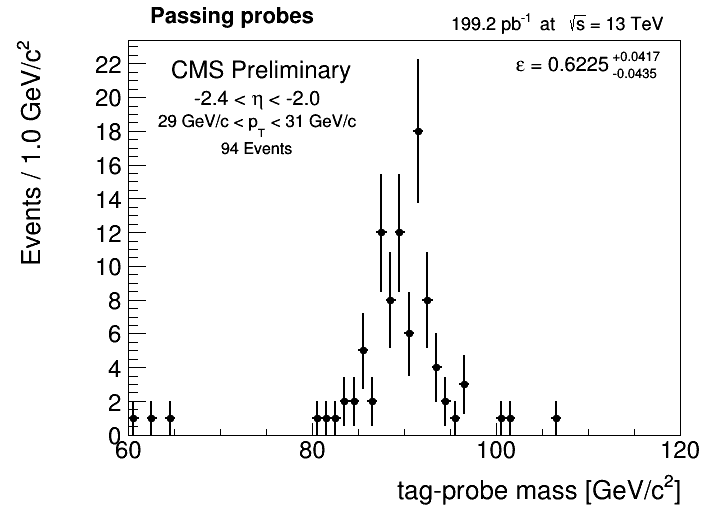 Passing probes
199.2 pb⁻¹ at √s = 13 TeV
CMS Preliminary
ε = 0.6225 +0.0417 -0.0435
-2.4 < η < -2.0
29 GeV/c < p_T < 31 GeV/c
94 Events
Events / 1.0 GeV/c²
22
20
18
16
14
12
10
8
6
4
2
0
60 80 100 120
tag-probe mass [GeV/c²]